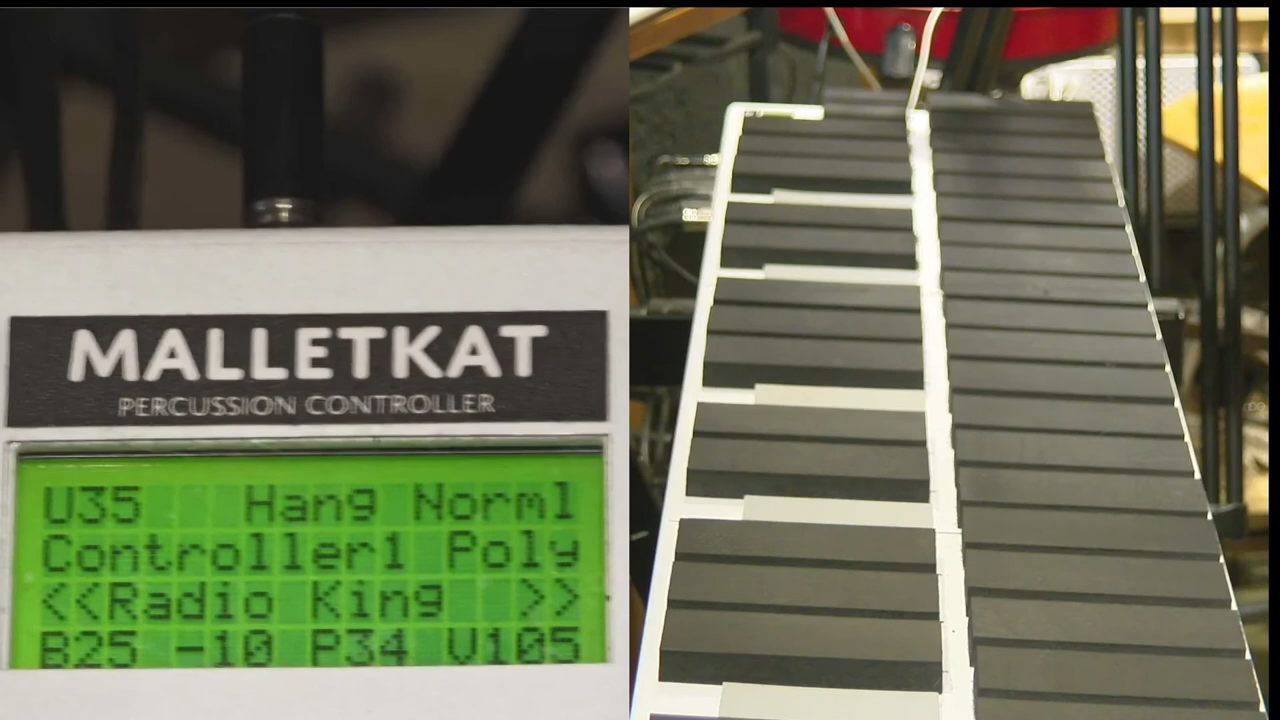 MALLETKAT
PERCUSSION CONTROLLER
U35 Hang Norml
Controller1 Poly
<<Radio King >>
B25 -10 P34 V105